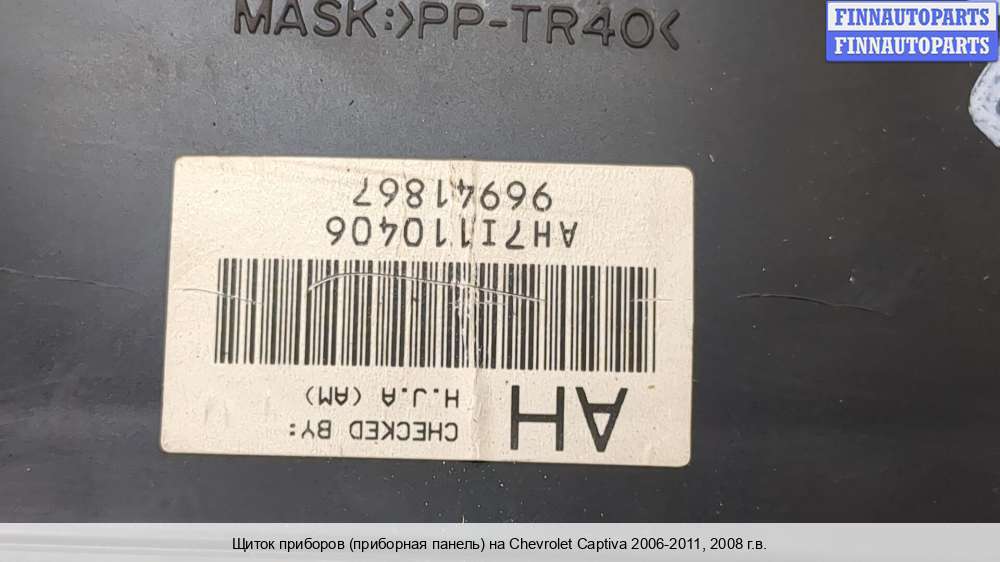 MASK:>PP-TR40<
FINNAUTOPARTS
FINNAUTOPARTS
AH
CHECKED BY:
H.J.A (AM)
AH7I110406
96941867
Щиток приборов (приборная панель) на Chevrolet Captiva 2006-2011, 2008 г.в.